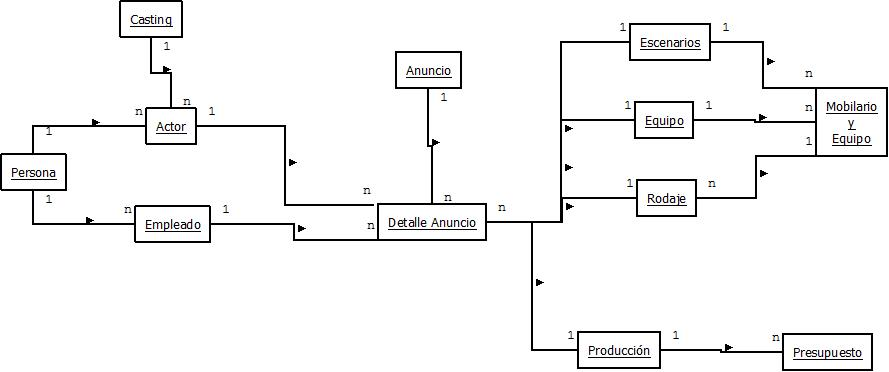 Casting
1
n
Actor
n
1
1
Persona
1
n
Empleado
1
Anuncio
1
n
n
n
Detalle Anuncio
n
1
Escenarios
1
n
1
Equipo
1
n
1
Rodaje
n
1
Mobilario
y
Equipo
1
Producción
1
n
Presupuesto